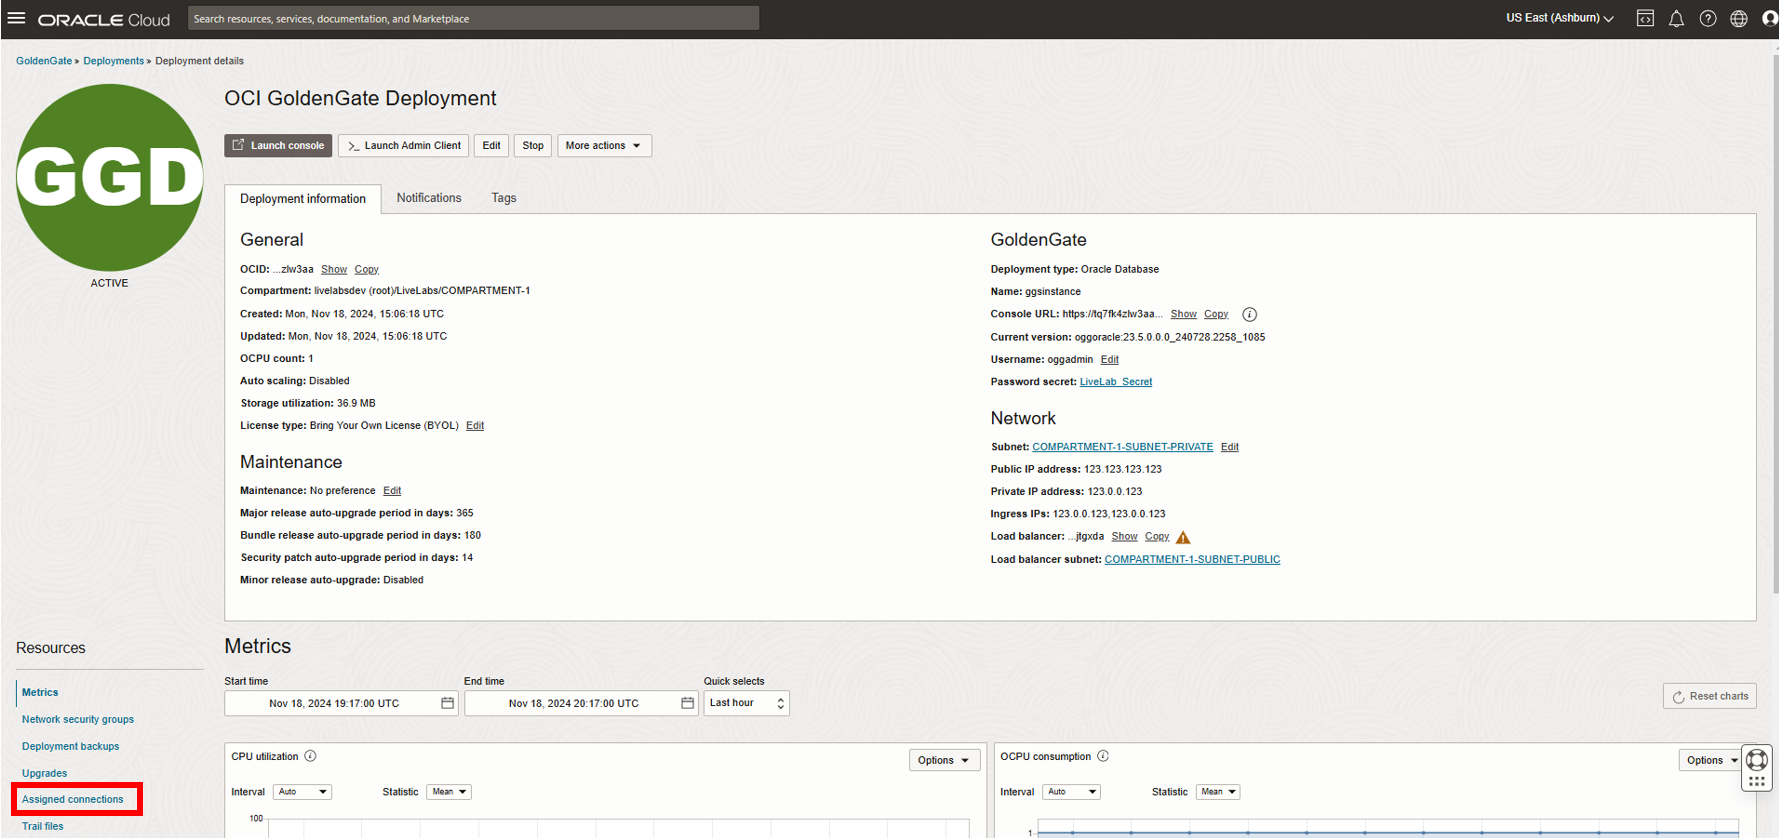 ORACLE Cloud
Search resources, services, documentation, and Marketplace
US East (Ashburn)
GoldenGate » Deployments » Deployment details
GGD
ACTIVE
OCI GoldenGate Deployment
Launch console
Launch Admin Client
Edit
Stop
More actions
Deployment information
Notifications
Tags
General
OCID: ...zlw3aa Show Copy
Compartment: livelabsdev (root)/LiveLabs/COMPARTMENT-1
Created: Mon, Nov 18, 2024, 15:06:18 UTC
Updated: Mon, Nov 18, 2024, 15:06:18 UTC
OCPU count: 1
Auto scaling: Disabled
Storage utilization: 36.9 MB
License type: Bring Your Own License (BYOL) Edit
Maintenance
Maintenance: No preference Edit
Major release auto-upgrade period in days: 365
Bundle release auto-upgrade period in days: 180
Security patch auto-upgrade period in days: 14
Minor release auto-upgrade: Disabled
GoldenGate
Deployment type: Oracle Database
Name: ggsinstance
Console URL: https://tq7fk4zlw3aa... Show Copy
Current version: oggoracle:23.5.0.0.0_240728.2258_1085
Username: oggadmin Edit
Password secret: LiveLab_Secret
Network
Subnet: COMPARTMENT-1-SUBNET-PRIVATE Edit
Public IP address: 123.123.123.123
Private IP address: 123.0.0.123
Ingress IPs: 123.0.0.123,123.0.0.123
Load balancer: ...jtgxda Show Copy
Load balancer subnet: COMPARTMENT-1-SUBNET-PUBLIC
Resources
Metrics
Network security groups
Deployment backups
Upgrades
Assigned connections
Trail files
Metrics
Start time
Nov 18, 2024 19:17:00 UTC
End time
Nov 18, 2024 20:17:00 UTC
Quick selects
Last hour
Reset charts
CPU utilization
Options
Interval Auto
Statistic Mean
100
OCPU consumption
Options
Interval Auto
Statistic Mean
1